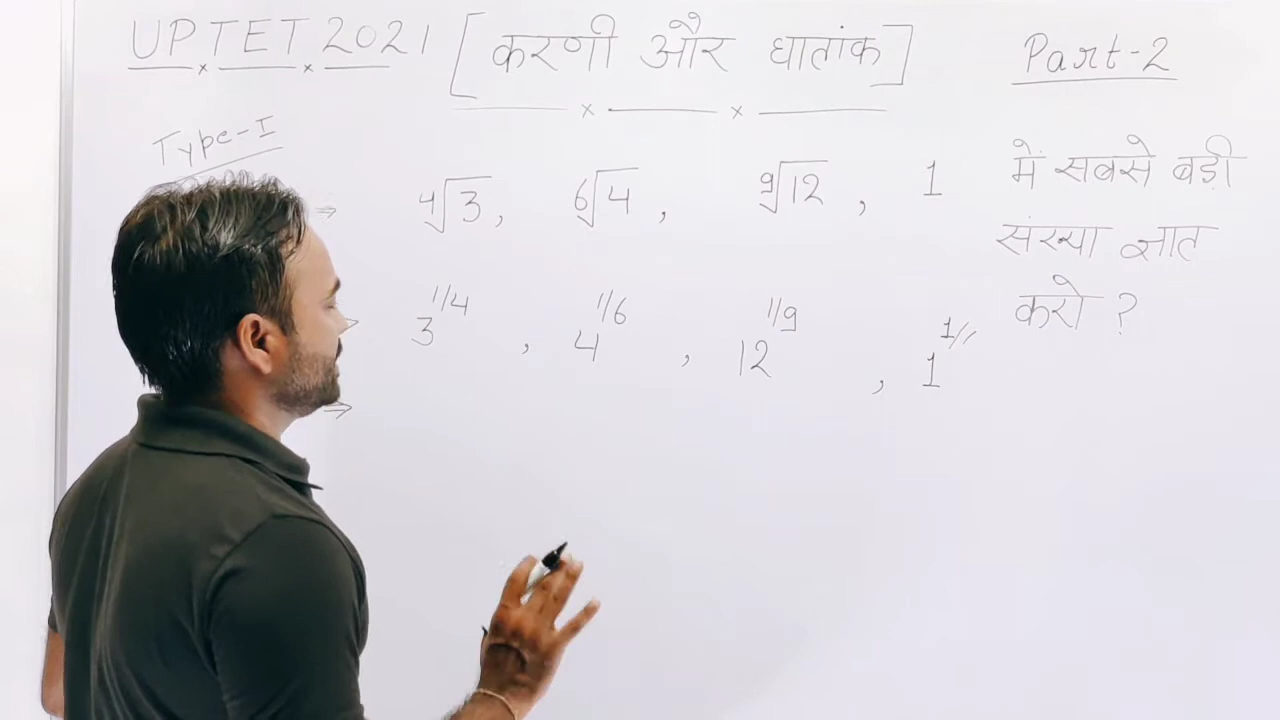 UPTET 2021 [ करणी और घातांक ] Part-2
Type-I
⇒ ∜3, ⁶√4, ⁹√12, 1 में सबसे बड़ी
संख्या ज्ञात
करो ?
⇒ 3^1/4, 4^1/6, 12^1/9, 1^1/1
⇒